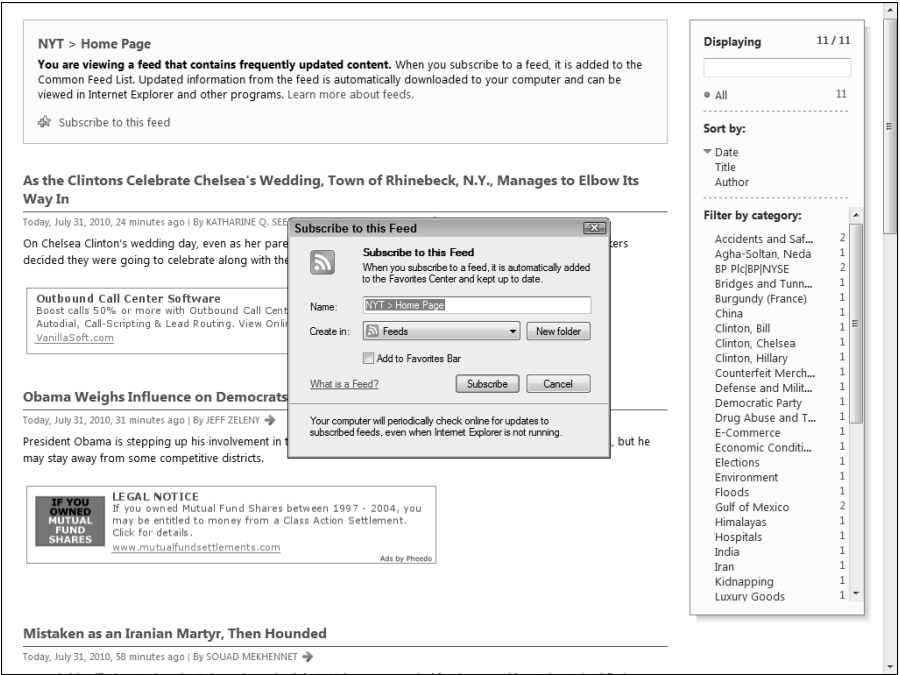 NYT > Home Page
You are viewing a feed that contains frequently updated content. When you subscribe to a feed, it is added to the
Common Feed List. Updated information from the feed is automatically downloaded to your computer and can be
viewed in Internet Explorer and other programs. Learn more about feeds.
Subscribe to this feed
As the Clintons Celebrate Chelsea's Wedding, Town of Rhinebeck, N.Y., Manages to Elbow Its
Way In
Today, July 31, 2010, 24 minutes ago | By KATHARINE Q.
On Chelsea Clinton's wedding day, even as her
decided they were going to celebrate along with
Outbound Call Center Software
Boost calls 50% or more with Outbound Call
Autodial, Call-Scripting & Lead Routing. View
VanillaSoft.com
Obama Weighs Influence on Democrats
Today, July 31, 2010, 31 minutes ago | By JEFF ZELENY
President Obama is stepping up his involvement in , but he
may stay away from some competitive districts.
IF YOU
OWNED
MUTUAL
FUND
SHARES
LEGAL NOTICE
If you owned Mutual Fund Shares between 1997 - 2004, you
may be entitled to money from a Class Action Settlement.
Click for details.
www.mutualfundsettlements.com
Ads by Pheedo
Mistaken as an Iranian Martyr, Then Hounded
Today, July 31, 2010, 58 minutes ago | By SOUAD MEKHENNET
Subscribe to this Feed
Subscribe to this Feed
When you subscribe to a feed, it is automatically added
to the Favorites Center and kept up to date.
Name: NYT > Home Page
Create in: Feeds New folder
Add to Favorites Bar
What is a Feed? Subscribe Cancel
Your computer will periodically check online for updates to
subscribed feeds, even when Internet Explorer is not running.
Displaying 11 / 11
All 11
Sort by:
Date
Title
Author
Filter by category:
Accidents and Saf... 2
Agha-Soltan, Neda 1
BP Plc|BP|NYSE 2
Bridges and Tunn... 1
Burgundy (France) 1
China 1
Clinton, Bill 1
Clinton, Chelsea 1
Clinton, Hillary 1
Counterfeit Merch... 1
Defense and Milit... 1
Democratic Party 1
Drug Abuse and T... 1
E-Commerce 1
Economic Conditi... 1
Elections 1
Environment 1
Floods 1
Gulf of Mexico 2
Himalayas 1
Hospitals 1
India 1
Iran 1
Kidnapping 1
Luxury Goods 1